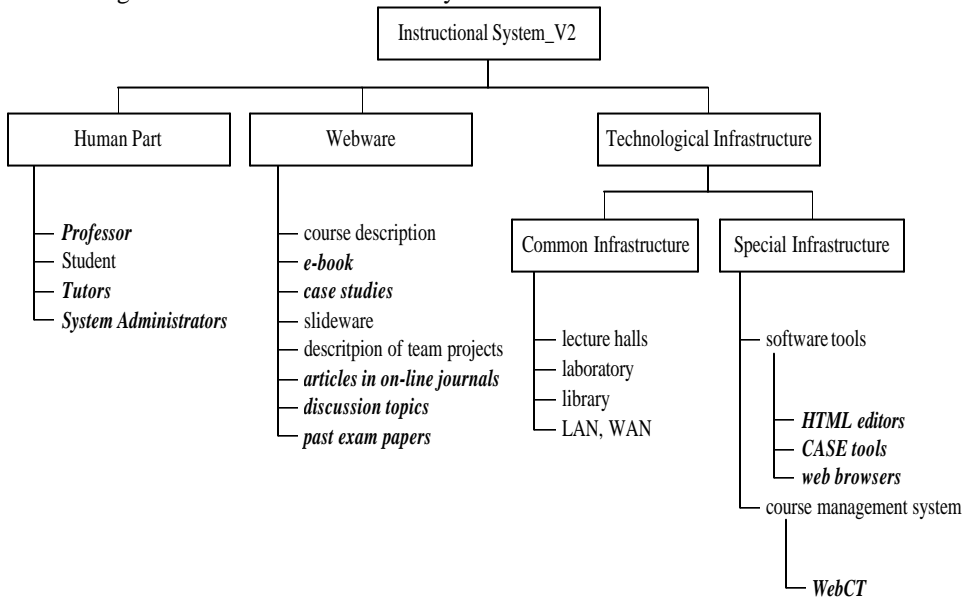 Instructional System_V2
Human Part
Webware
Technological Infrastructure
Professor
Student
Tutors
System Administrators
course description
e-book
case studies
slideware
descritpion of team projects
articles in on-line journals
discussion topics
past exam papers
Common Infrastructure
Special Infrastructure
lecture halls
laboratory
library
LAN, WAN
software tools
HTML editors
CASE tools
web browsers
course management system
WebCT